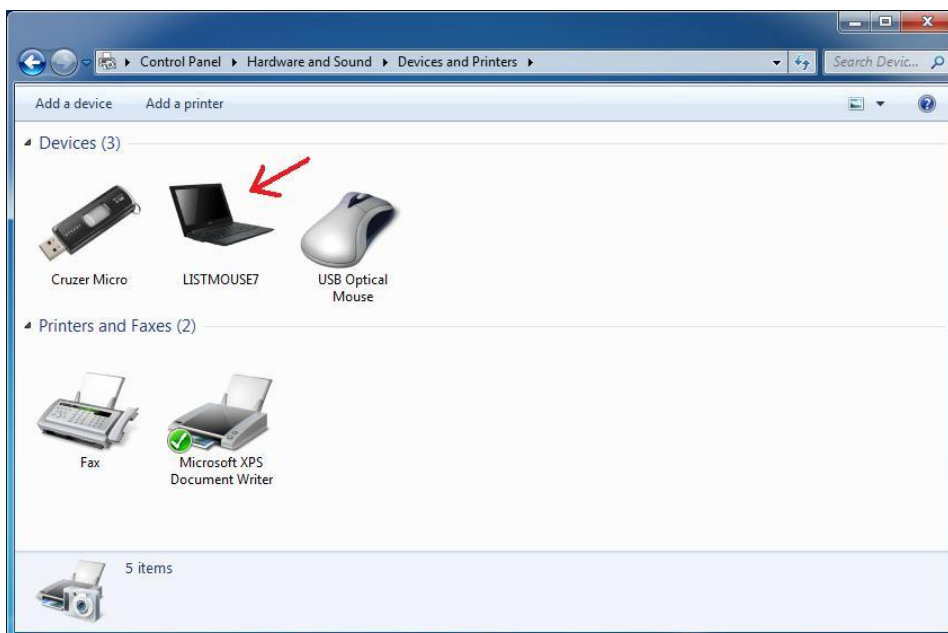 Control Panel ▸ Hardware and Sound ▸ Devices and Printers ▸
Search Devic...
Add a device Add a printer
Devices (3)
Cruzer Micro
LISTMOUSE7
USB Optical
Mouse
Printers and Faxes (2)
Fax
Microsoft XPS
Document Writer
5 items